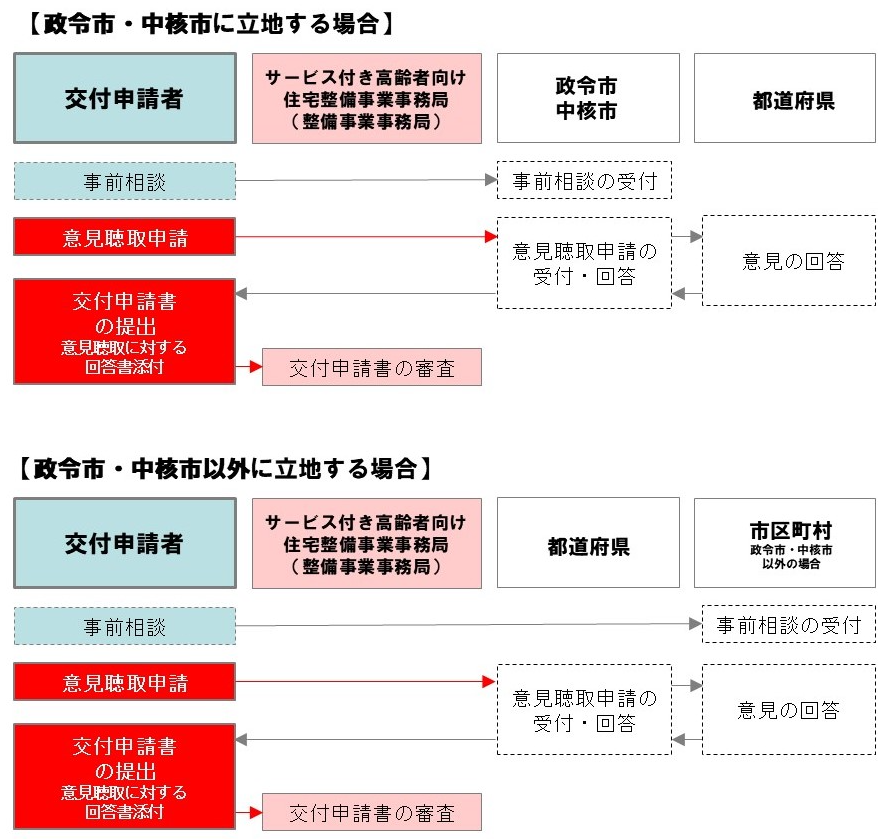 【政令市・中核市に立地する場合】
交付申請者
サービス付き高齢者向け
住宅整備事業事務局
（整備事業事務局）
政令市
中核市
都道府県
事前相談
事前相談の受付
意見聴取申請
意見聴取申請の
受付・回答
意見の回答
交付申請書
の提出
意見聴取に対する
回答書添付
交付申請書の審査
【政令市・中核市以外に立地する場合】
交付申請者
サービス付き高齢者向け
住宅整備事業事務局
（整備事業事務局）
都道府県
市区町村
政令市・中核市
以外の場合
事前相談
事前相談の受付
意見聴取申請
意見聴取申請の
受付・回答
意見の回答
交付申請書
の提出
意見聴取に対する
回答書添付
交付申請書の審査